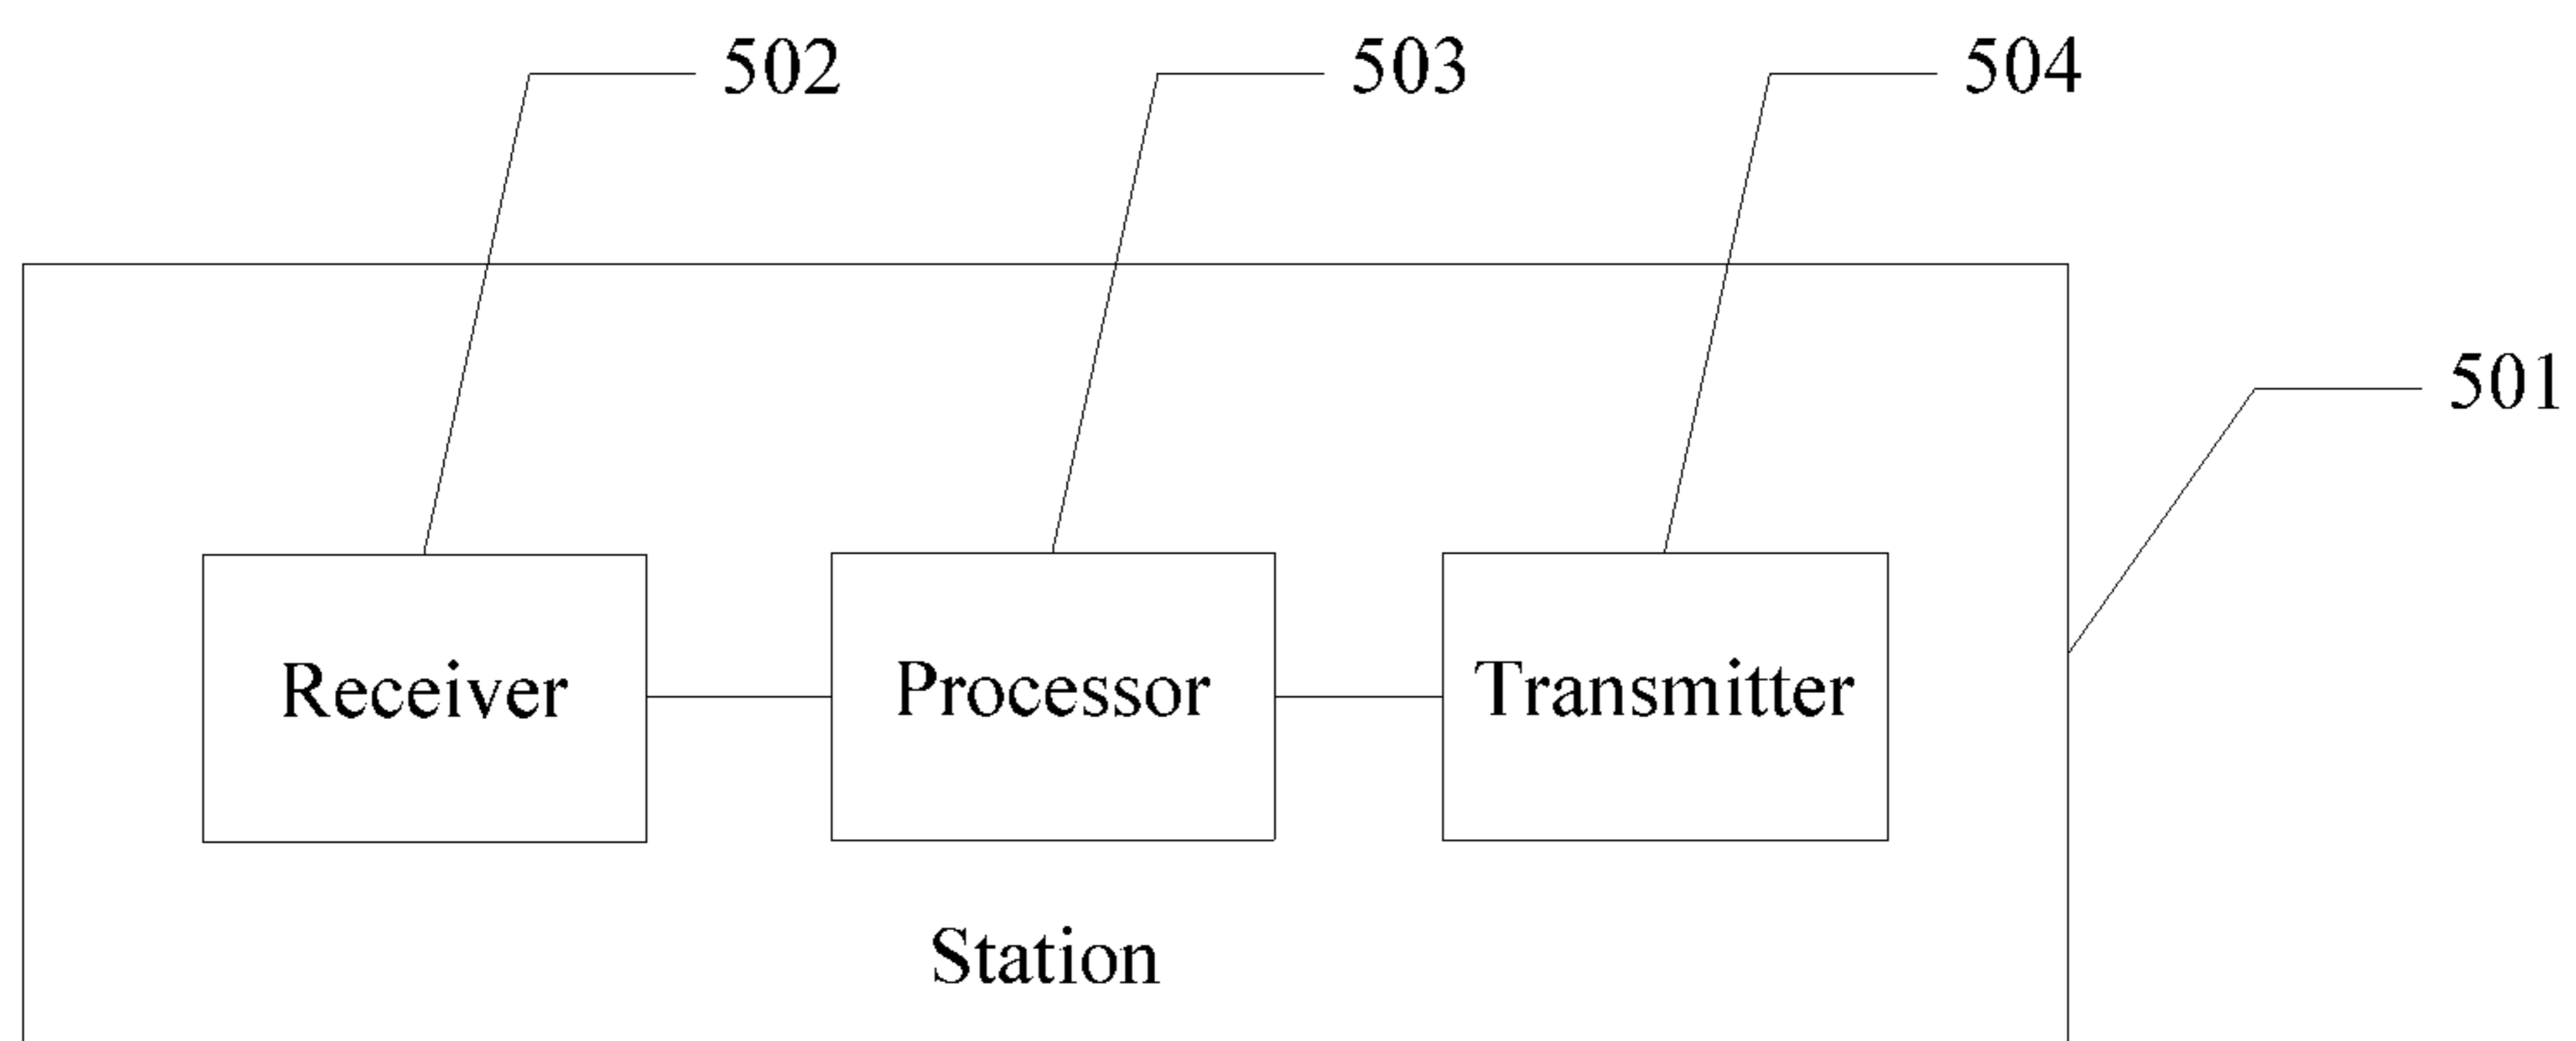 502
503
504
501
Receiver
Processor
Transmitter
Station